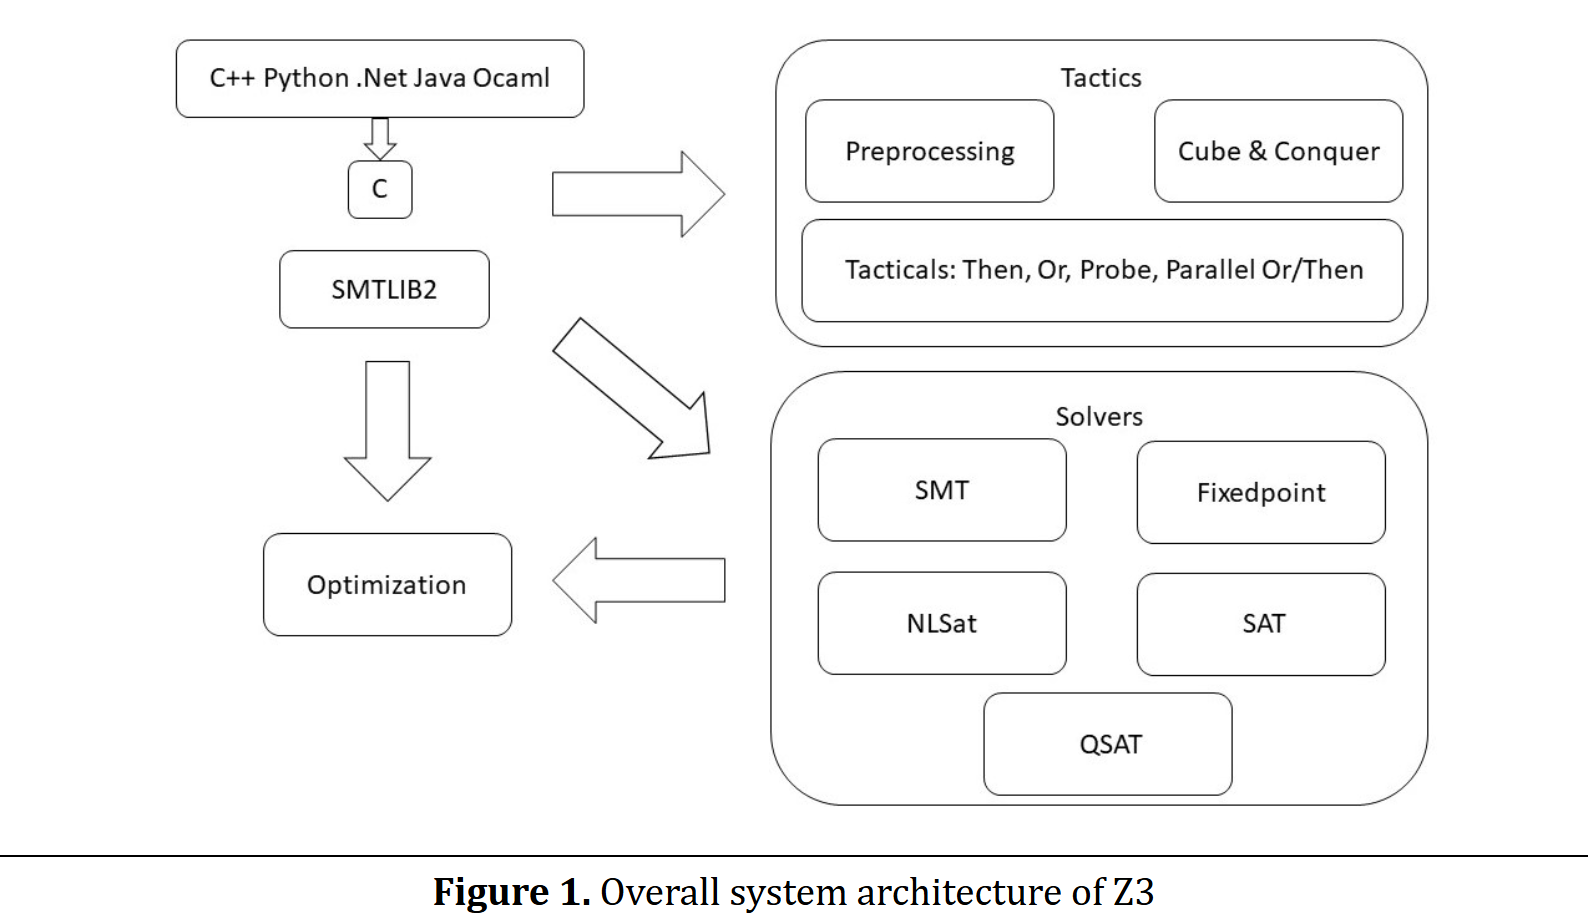 C++ Python .Net Java Ocaml
C
SMTLIB2
Optimization
Tactics
Preprocessing
Cube & Conquer
Tacticals: Then, Or, Probe, Parallel Or/Then
Solvers
SMT
Fixedpoint
NLSat
SAT
QSAT
Figure 1. Overall system architecture of Z3